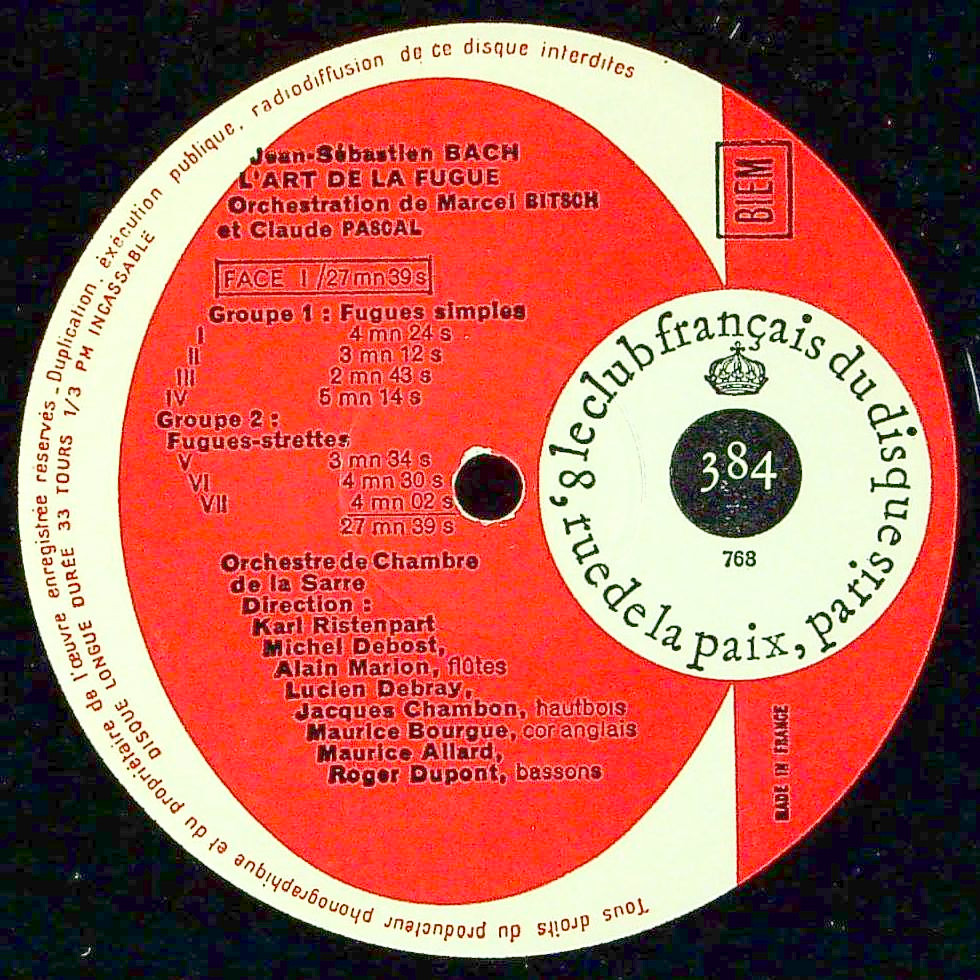 Tous droits du producteur phonographique et du propriétaire de l'œuvre enregistrée réservés - Duplication, éxécution publique, radiodiffusion de ce disque interdites
DISQUE LONGUE DURÉE 33 TOURS 1/3 PM INCASSABLE
Jean-Sébastien BACH
L'ART DE LA FUGUE
Orchestration de Marcel BITSCH
et Claude PASCAL
FACE I/27 mn 39 s
Groupe 1 : Fugues simples
I 4 mn 24 s
II 3 mn 12 s
III 2 mn 43 s
IV 5 mn 14 s
Groupe 2 :
Fugues-strettes
V 3 mn 34 s
VI 4 mn 30 s
VII 4 mn 02 s
27 mn 39 s
Orchestre de Chambre
de la Sarre
Direction :
Karl Ristenpart
Michel Debost,
Alain Marion, flûtes
Lucien Debray,
Jacques Chambon, hautbois
Maurice Bourgue, cor anglais
Maurice Allard,
Roger Dupont, bassons
BIEM
le club français du disque
8, rue de la paix, paris
384
768
MADE IN FRANCE